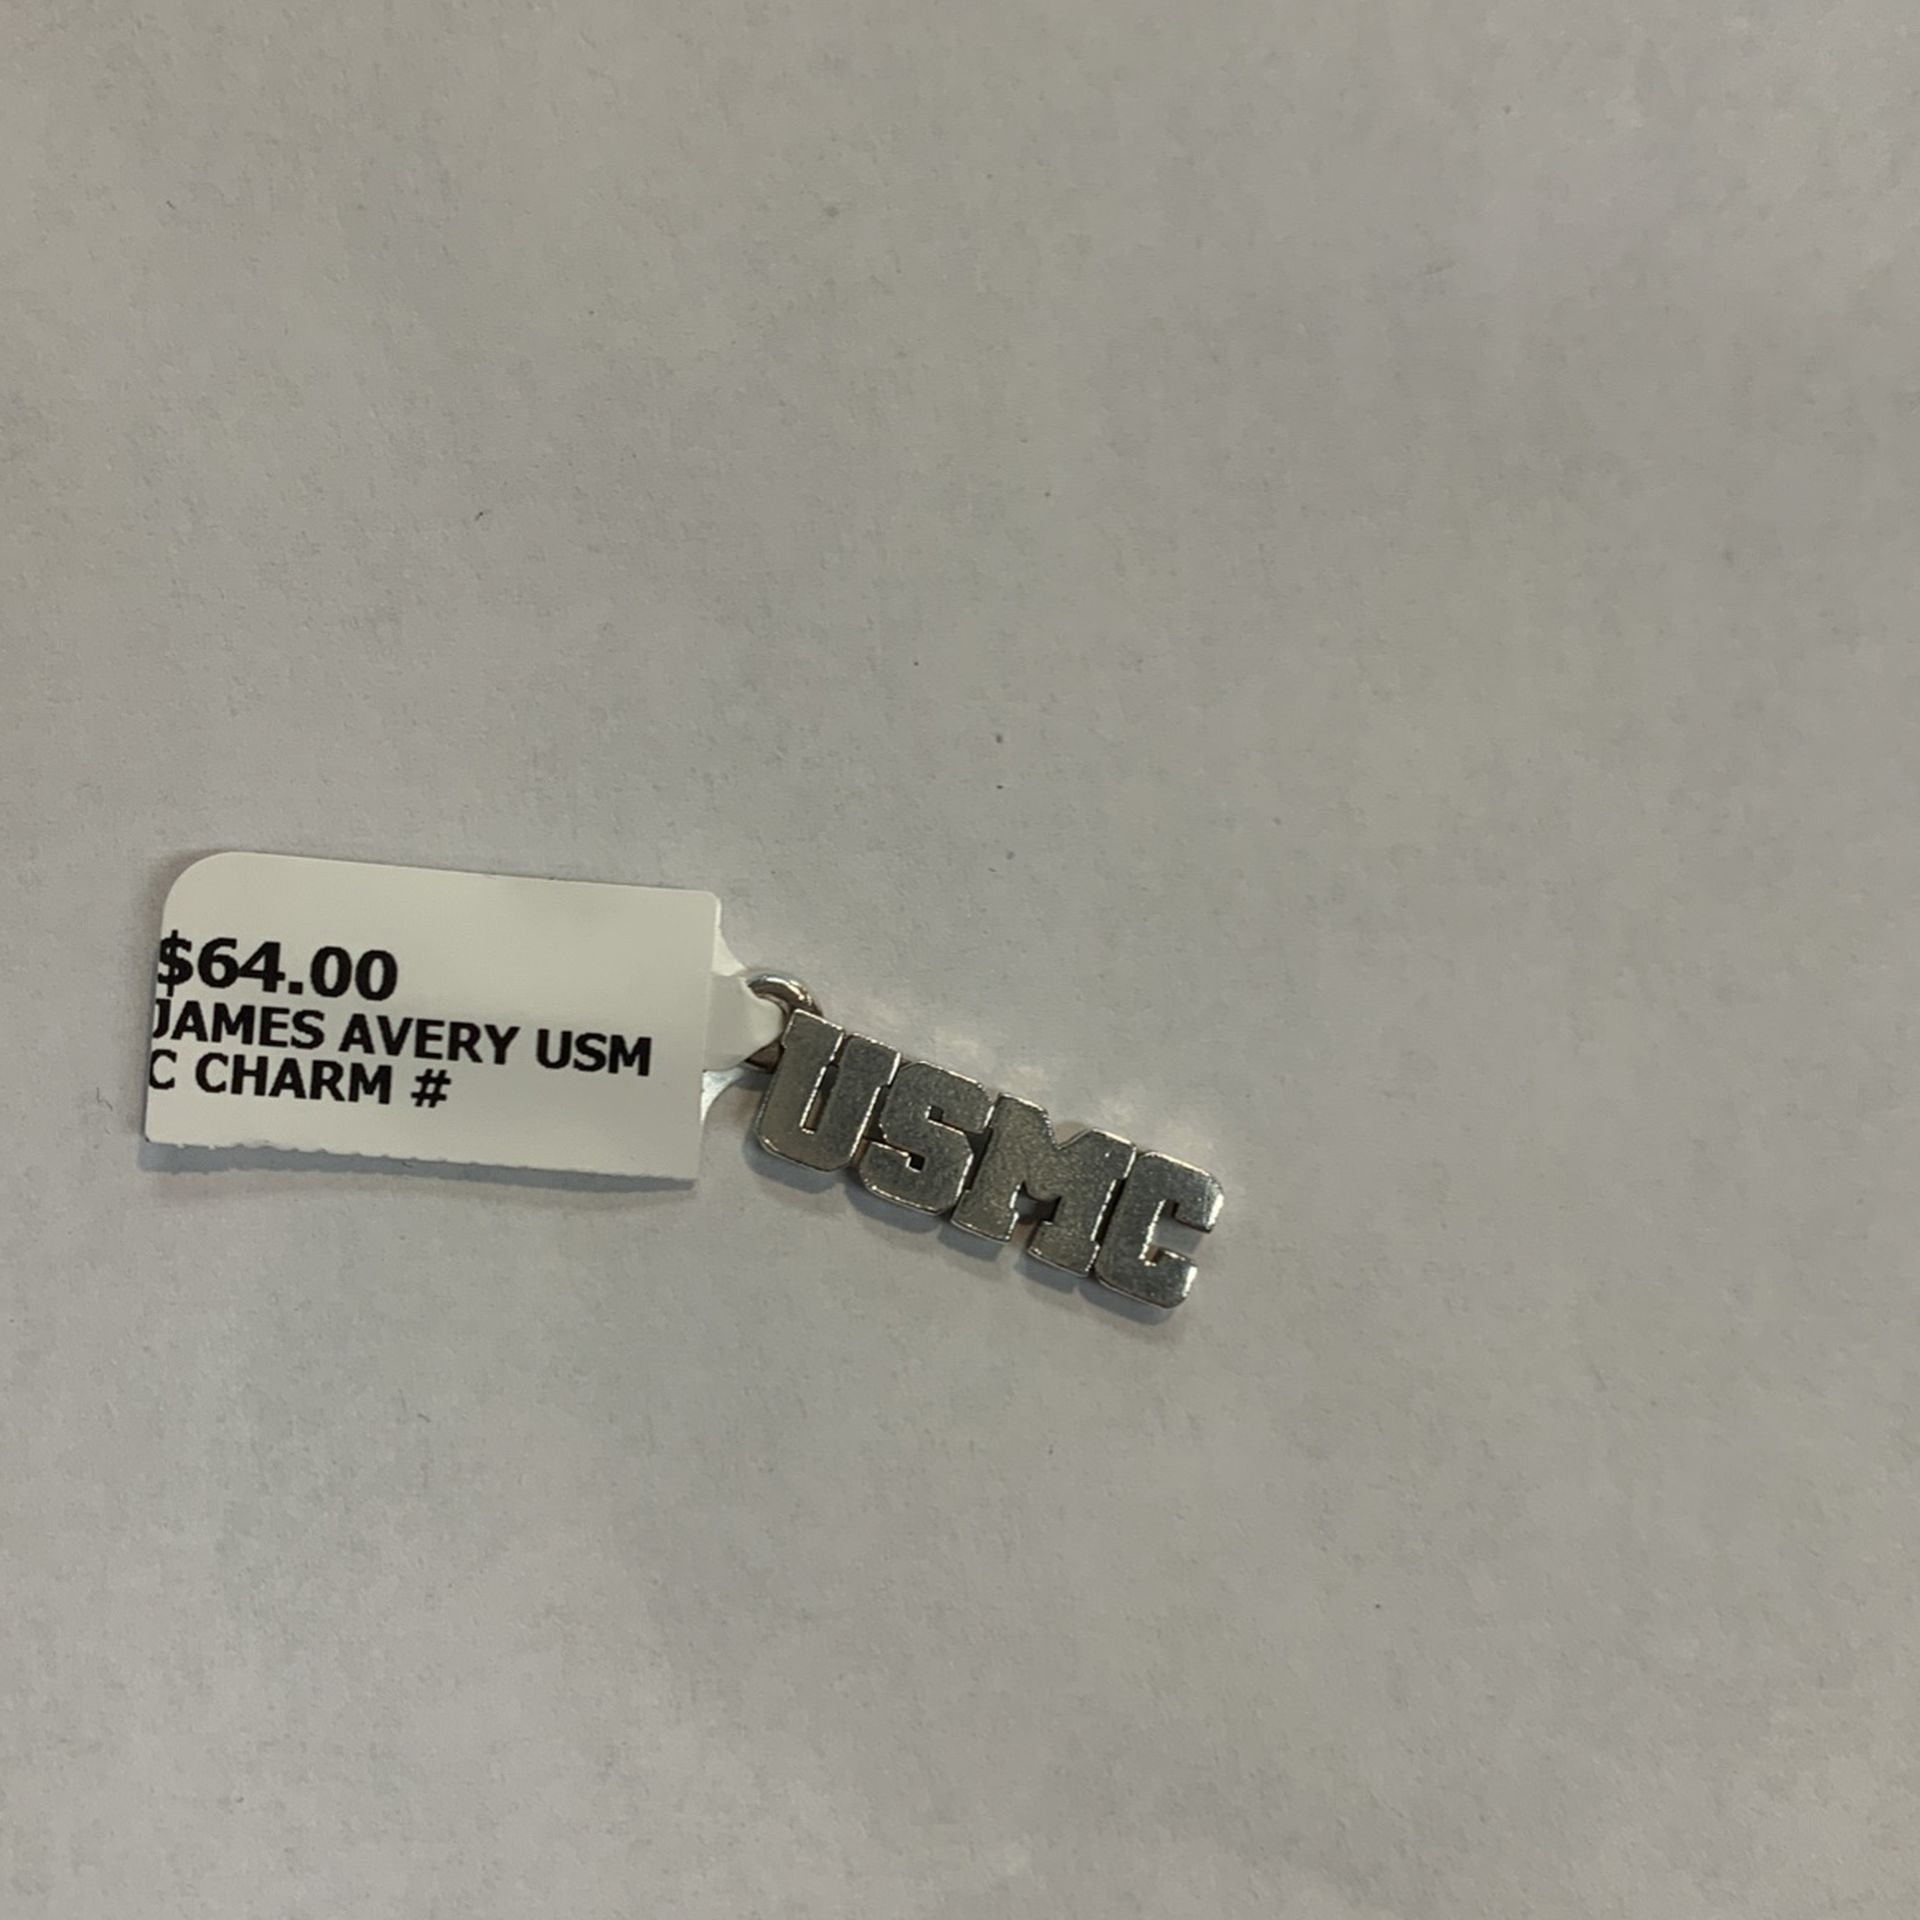 $64.00
JAMES AVERY USM
C CHARM #
USMC